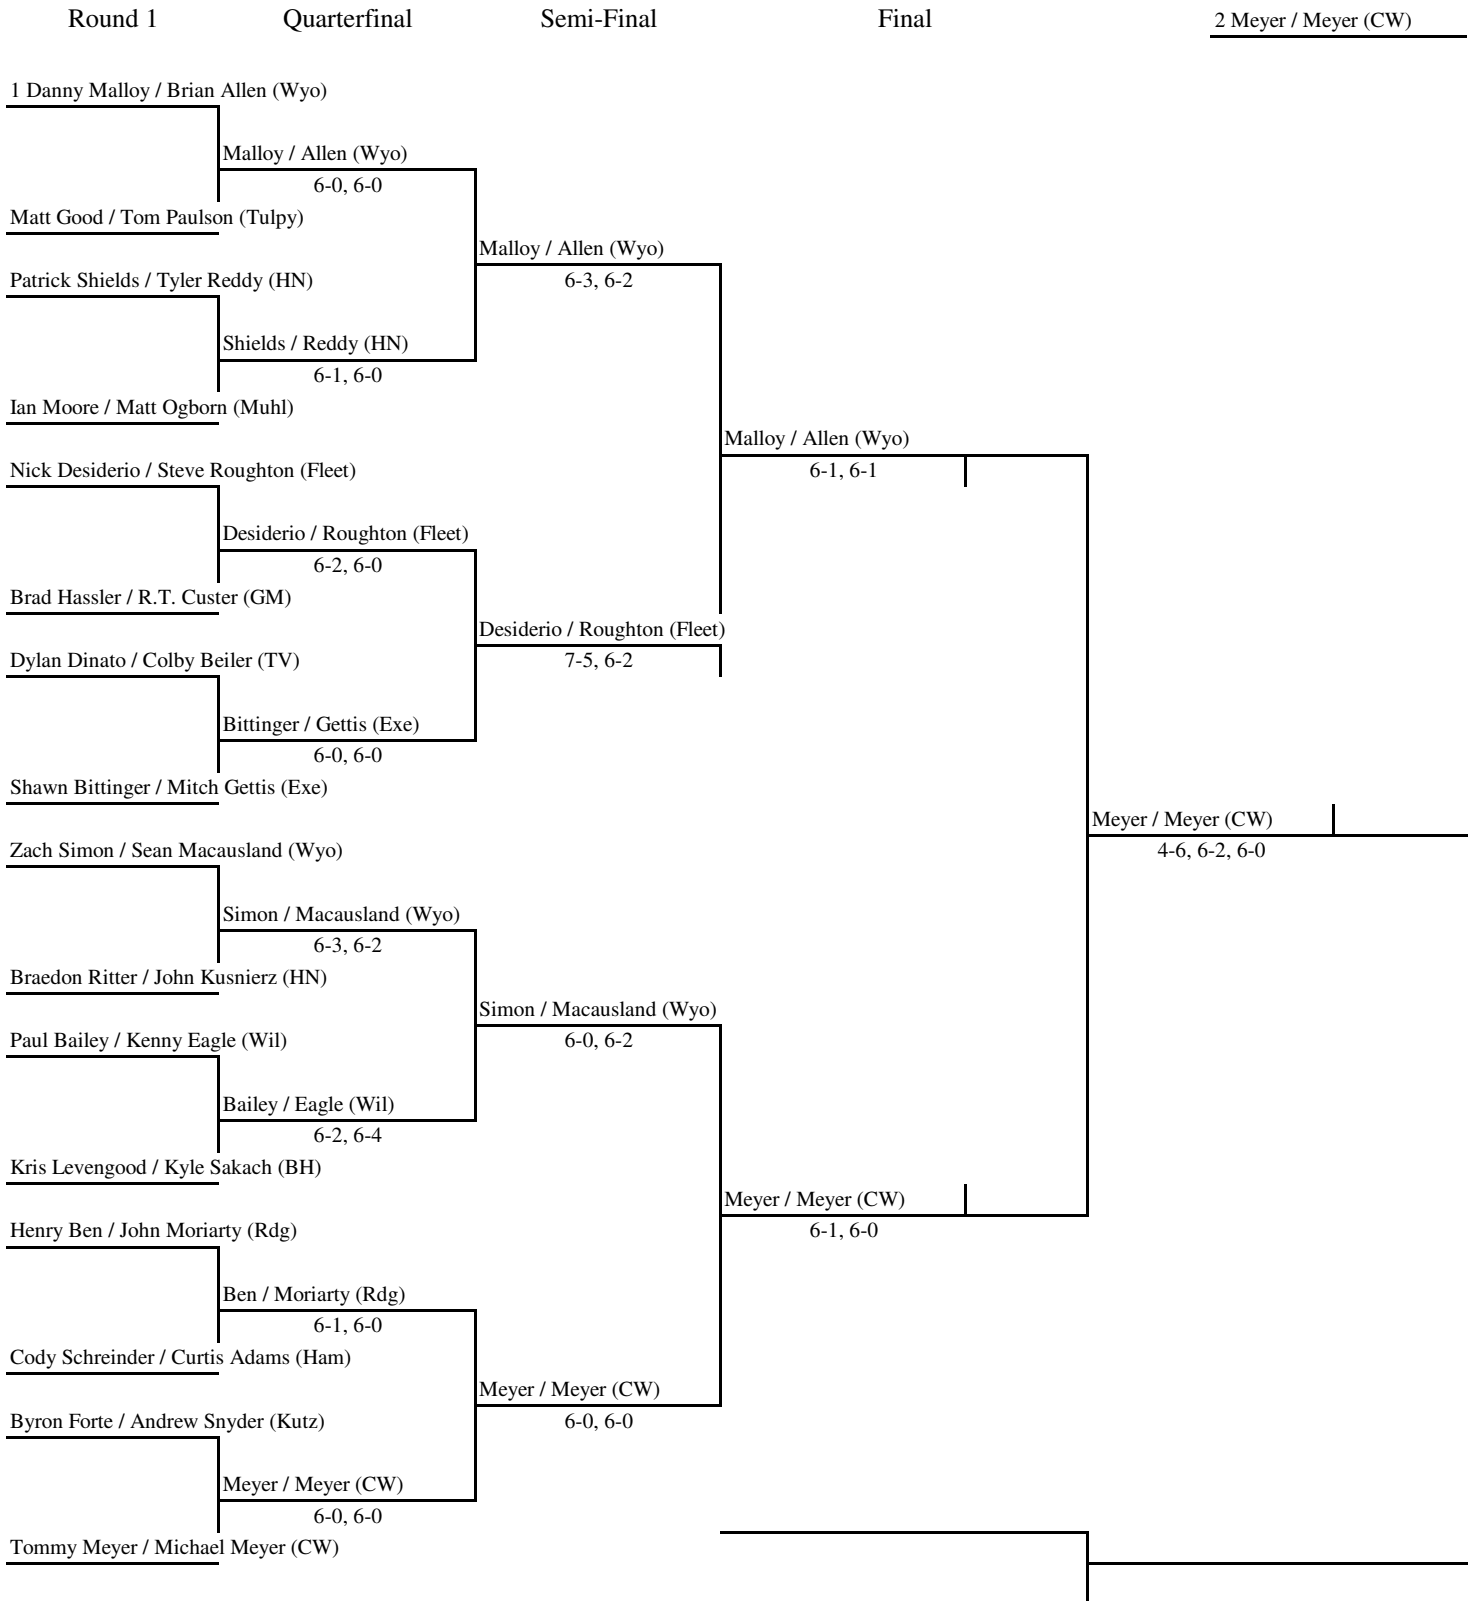 Round 1 Quarterfinal Semi-Final Final 2 Meyer / Meyer (CW)
1 Danny Malloy / Brian Allen (Wyo)
Malloy / Allen (Wyo)
6-0, 6-0
Matt Good / Tom Paulson (Tulpy)
Malloy / Allen (Wyo)
6-3, 6-2
Patrick Shields / Tyler Reddy (HN)
Shields / Reddy (HN)
6-1, 6-0
Ian Moore / Matt Ogborn (Muhl)
Malloy / Allen (Wyo)
6-1, 6-1
Nick Desiderio / Steve Roughton (Fleet)
Desiderio / Roughton (Fleet)
6-2, 6-0
Brad Hassler / R.T. Custer (GM)
Desiderio / Roughton (Fleet)
7-5, 6-2
Dylan Dinato / Colby Beiler (TV)
Bittinger / Gettis (Exe)
6-0, 6-0
Shawn Bittinger / Mitch Gettis (Exe)
Meyer / Meyer (CW)
4-6, 6-2, 6-0
Zach Simon / Sean Macausland (Wyo)
Simon / Macausland (Wyo)
6-3, 6-2
Braedon Ritter / John Kusnierz (HN)
Simon / Macausland (Wyo)
6-0, 6-2
Paul Bailey / Kenny Eagle (Wil)
Bailey / Eagle (Wil)
6-2, 6-4
Kris Levengood / Kyle Sakach (BH)
Meyer / Meyer (CW)
6-1, 6-0
Henry Ben / John Moriarty (Rdg)
Ben / Moriarty (Rdg)
6-1, 6-0
Cody Schreinder / Curtis Adams (Ham)
Meyer / Meyer (CW)
6-0, 6-0
Byron Forte / Andrew Snyder (Kutz)
Meyer / Meyer (CW)
6-0, 6-0
Tommy Meyer / Michael Meyer (CW)